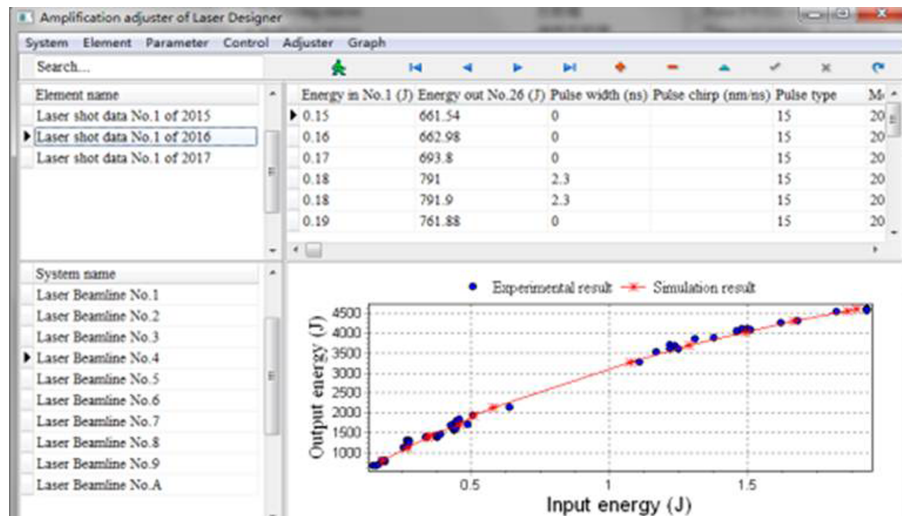 Amplification adjuster of Laser Designer
System Element Parameter Control Adjuster Graph
Search...
Element name
Laser shot data No.1 of 2015
Laser shot data No.1 of 2016
Laser shot data No.1 of 2017
Energy in No.1 (J) Energy out No.26 (J) Pulse width (ns) Pulse chirp (nm/ns) Pulse type
0.15 661.54 0 15 20
0.16 662.98 0 15 20
0.17 693.8 0 15 20
0.18 791 2.3 15 20
0.18 791.9 2.3 15 20
0.19 761.88 0 15 20
System name
Laser Beamline No.1
Laser Beamline No.2
Laser Beamline No.3
Laser Beamline No.4
Laser Beamline No.5
Laser Beamline No.6
Laser Beamline No.7
Laser Beamline No.8
Laser Beamline No.9
Laser Beamline No.A
Experimental result Simulation result
Output energy (J)
4500
4000
3500
3000
2500
2000
1500
1000
0.5 1 1.5
Input energy (J)